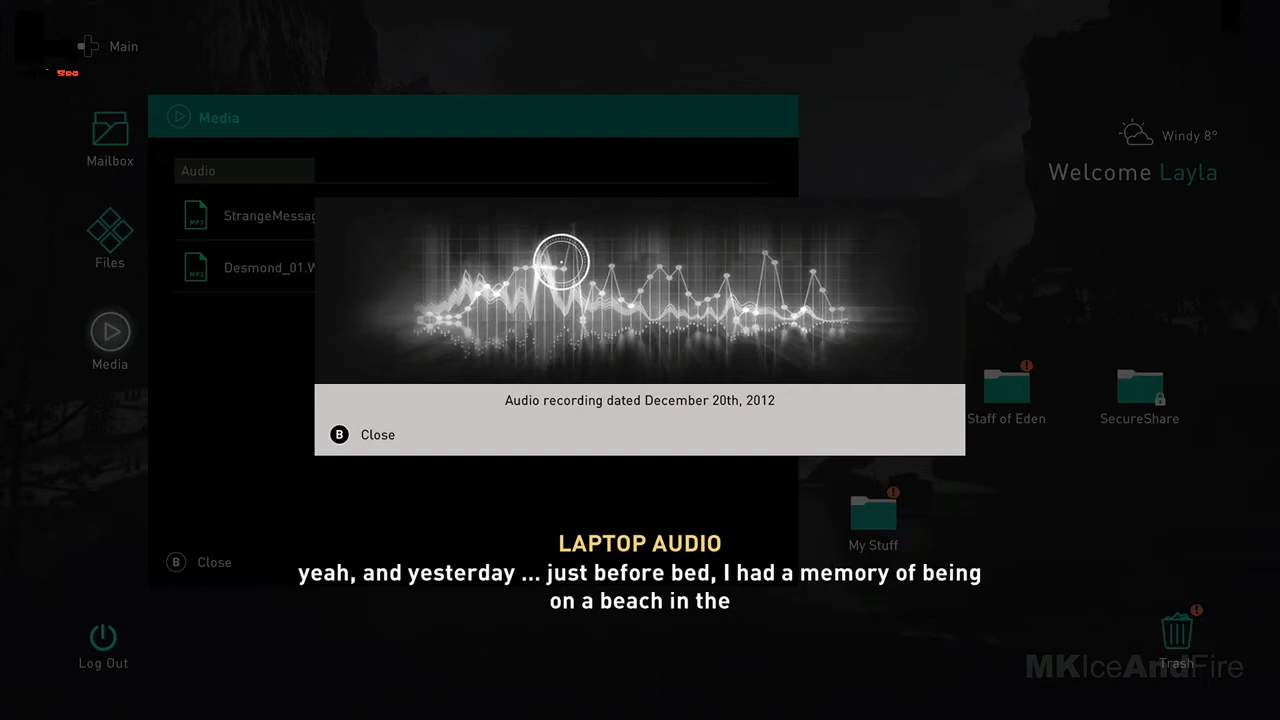 Main
Media
Mailbox
Windy 8°
Welcome Layla
Audio
MP3
StrangeMessag
Files
MP3
Desmond_01.W
Media
Audio recording dated December 20th, 2012
B Close
Staff of Eden
SecureShare
My Stuff
LAPTOP AUDIO
B Close
yeah, and yesterday ... just before bed, I had a memory of being
on a beach in the
Log Out
Trash
MKIceAndFire